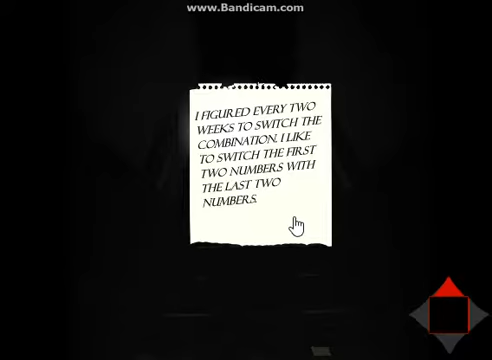 www.Bandicam.com
I FIGURED EVERY TWO
WEEKS TO SWITCH THE
COMBINATION. I LIKE
TO SWITCH THE FIRST
TWO NUMBERS WITH
THE LAST TWO
NUMBERS.